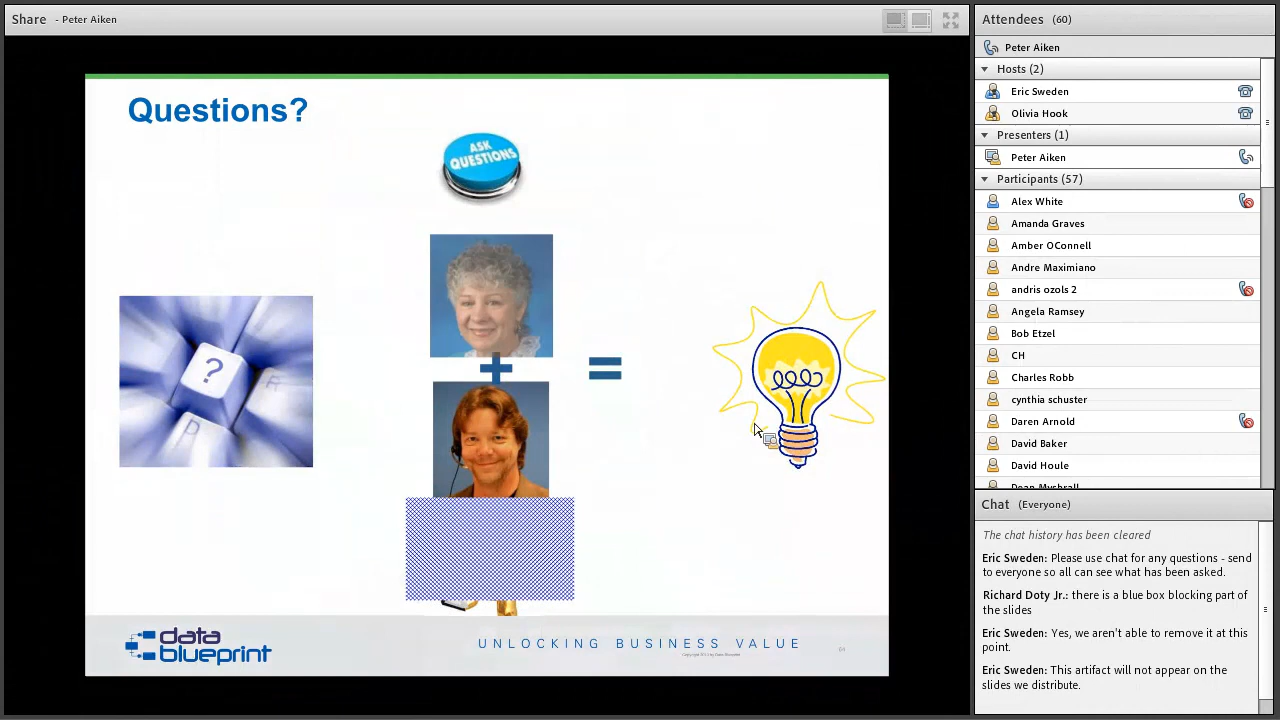 Share - Peter Aiken
Questions?
ASK
QUESTIONS
?
data
blueprint
UNLOCKING BUSINESS VALUE
Attendees (60)
Peter Aiken
Hosts (2)
Eric Sweden
Olivia Hook
Presenters (1)
Peter Aiken
Participants (57)
Alex White
Amanda Graves
Amber OConnell
Andre Maximiano
andris ozols 2
Angela Ramsey
Bob Etzel
CH
Charles Robb
cynthia schuster
Daren Arnold
David Baker
David Houle
Chat (Everyone)
The chat history has been cleared
Eric Sweden: Please use chat for any questions - send
to everyone so all can see what has been asked.
Richard Doty Jr.: there is a blue box blocking part of
the slides
Eric Sweden: Yes, we aren't able to remove it at this
point.
Eric Sweden: This artifact will not appear on the
slides we distribute.